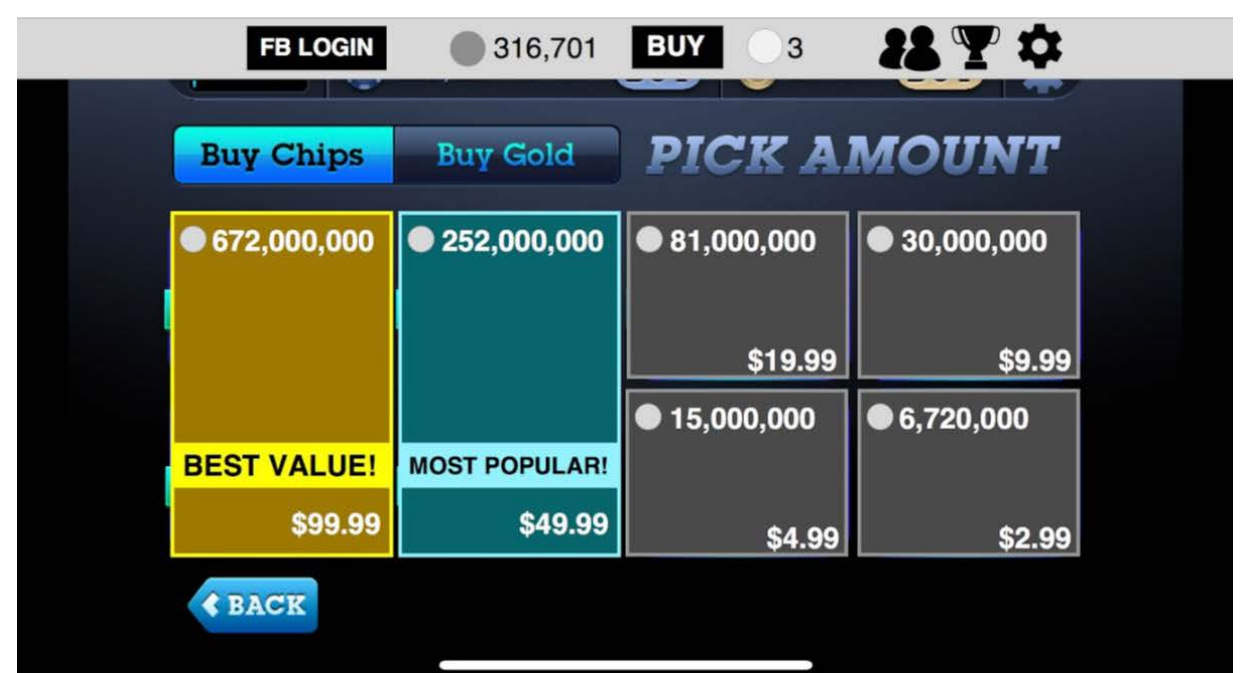 FB LOGIN 316,701 BUY 3
Buy Chips Buy Gold PICK AMOUNT
672,000,000
BEST VALUE!
$99.99
252,000,000
MOST POPULAR!
$49.99
81,000,000
$19.99
30,000,000
$9.99
15,000,000
$4.99
6,720,000
$2.99
BACK